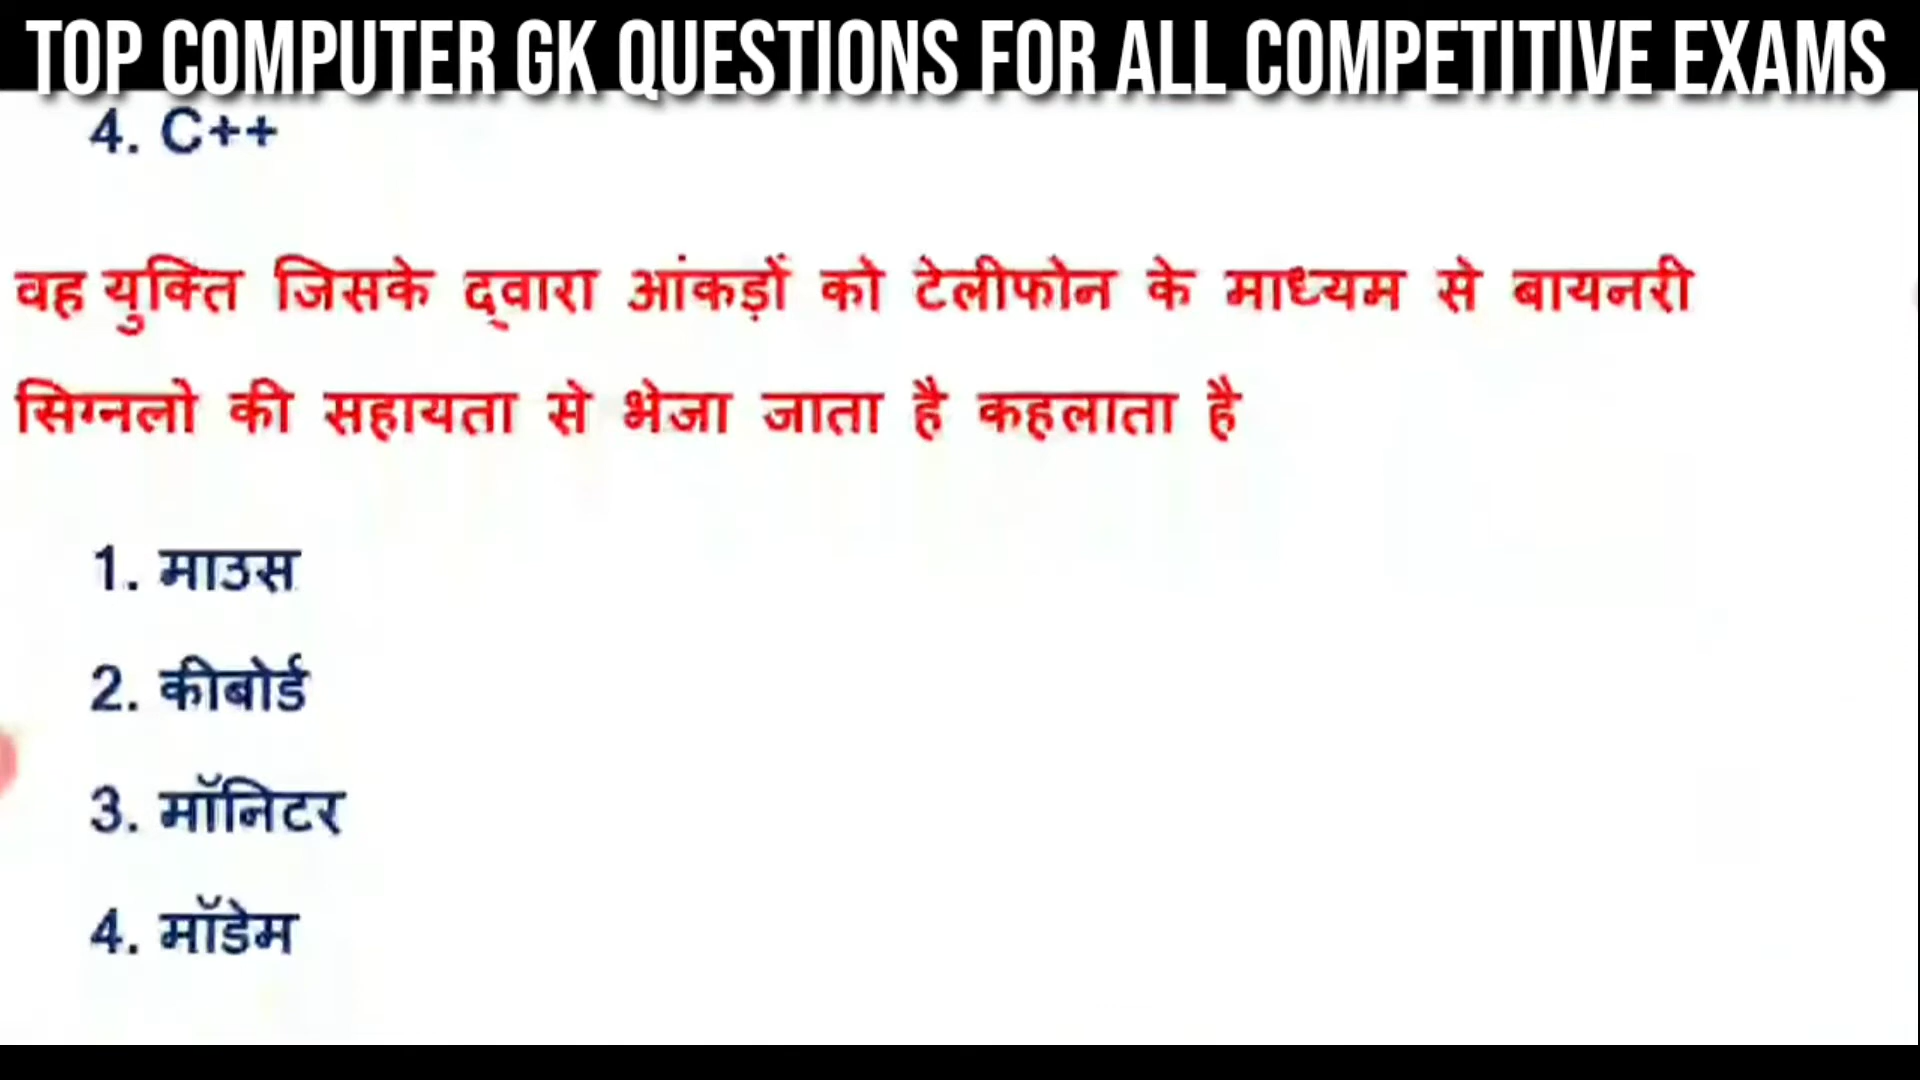 TOP COMPUTER GK QUESTIONS FOR ALL COMPETITIVE EXAMS
4. C++
वह युक्ति जिसके द्वारा आंकड़ों को टेलीफोन के माध्यम से बायनरी
सिग्नलो की सहायता से भेजा जाता है कहलाता है
1. माउस
2. कीबोर्ड
3. मॉनिटर
4. मॉडेम